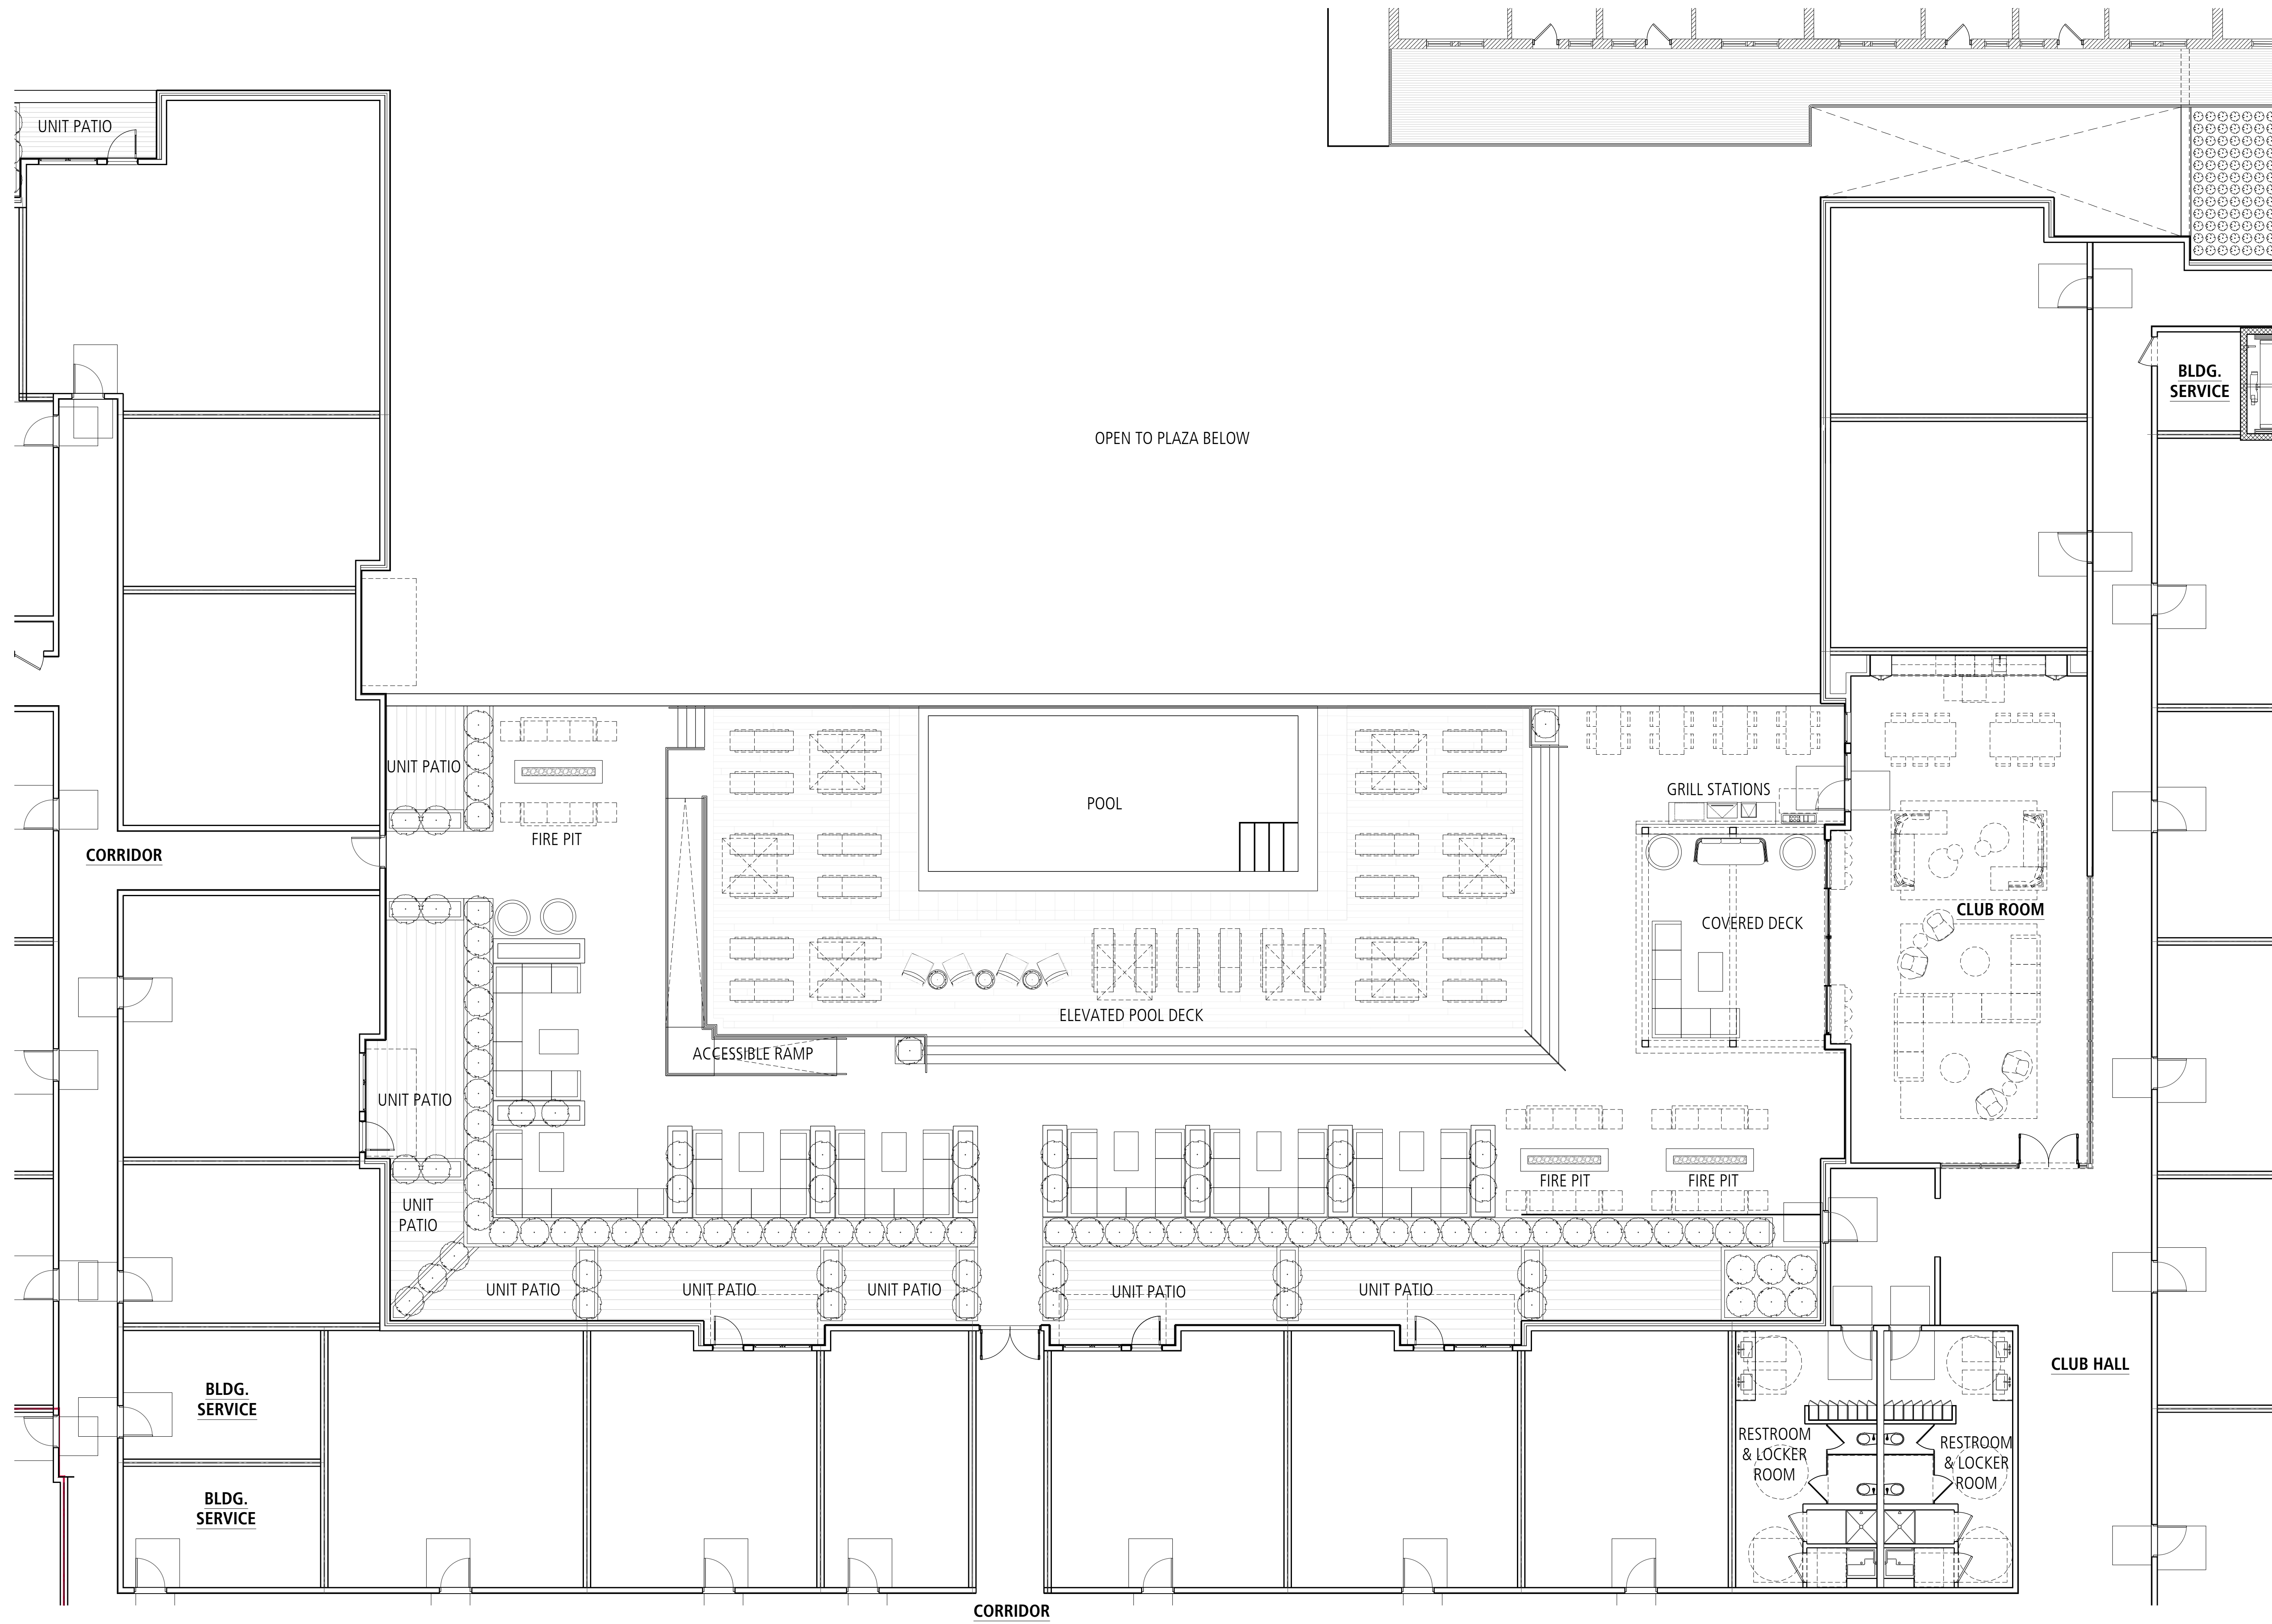 UNIT PATIO
BLDG.
SERVICE
OPEN TO PLAZA BELOW
UNIT PATIO
GRILL STATIONS
POOL
FIRE PIT
CORRIDOR
CLUB ROOM
COVERED DECK
ELEVATED POOL DECK
ACCESSIBLE RAMP
UNIT PATIO
FIRE PIT
FIRE PIT
UNIT
PATIO
UNIT PATIO
UNIT PATIO
UNIT PATIO
UNIT PATIO
UNIT PATIO
CLUB HALL
BLDG.
SERVICE
RESTROOM
& LOCKER
ROOM
RESTROOM
& LOCKER
ROOM
BLDG.
SERVICE
CORRIDOR